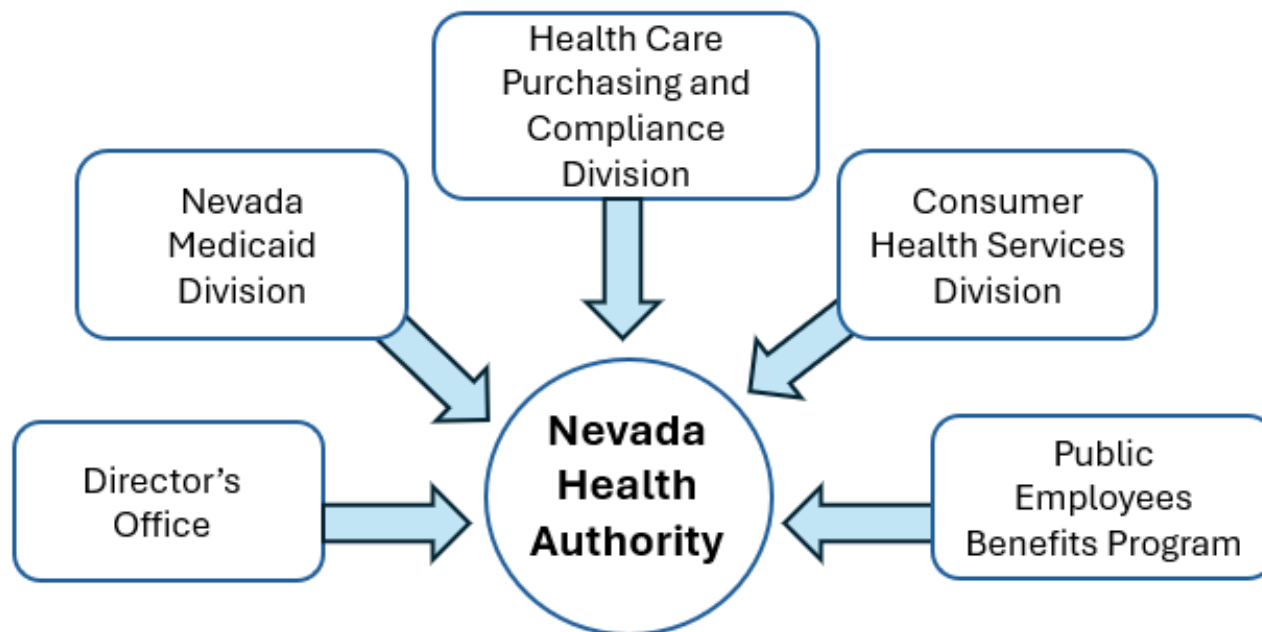 Health Care
Purchasing and
Compliance
Division
Nevada
Medicaid
Division
Consumer
Health Services
Division
Director’s
Office
Nevada
Health
Authority
Public
Employees
Benefits Program